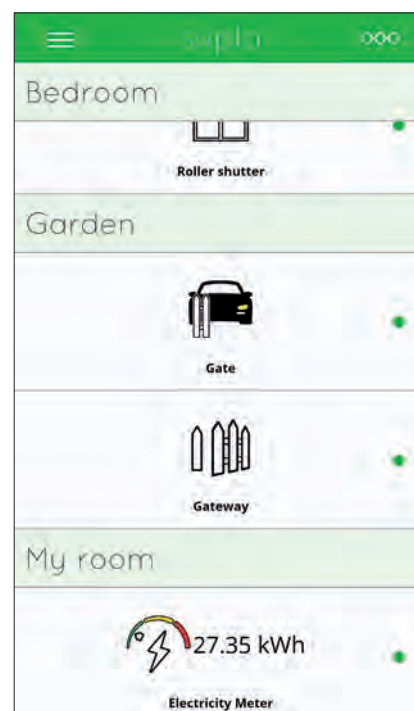 supla
Bedroom
Roller shutter
Garden
Gate
Gateway
My room
27.35 kWh
Electricity Meter